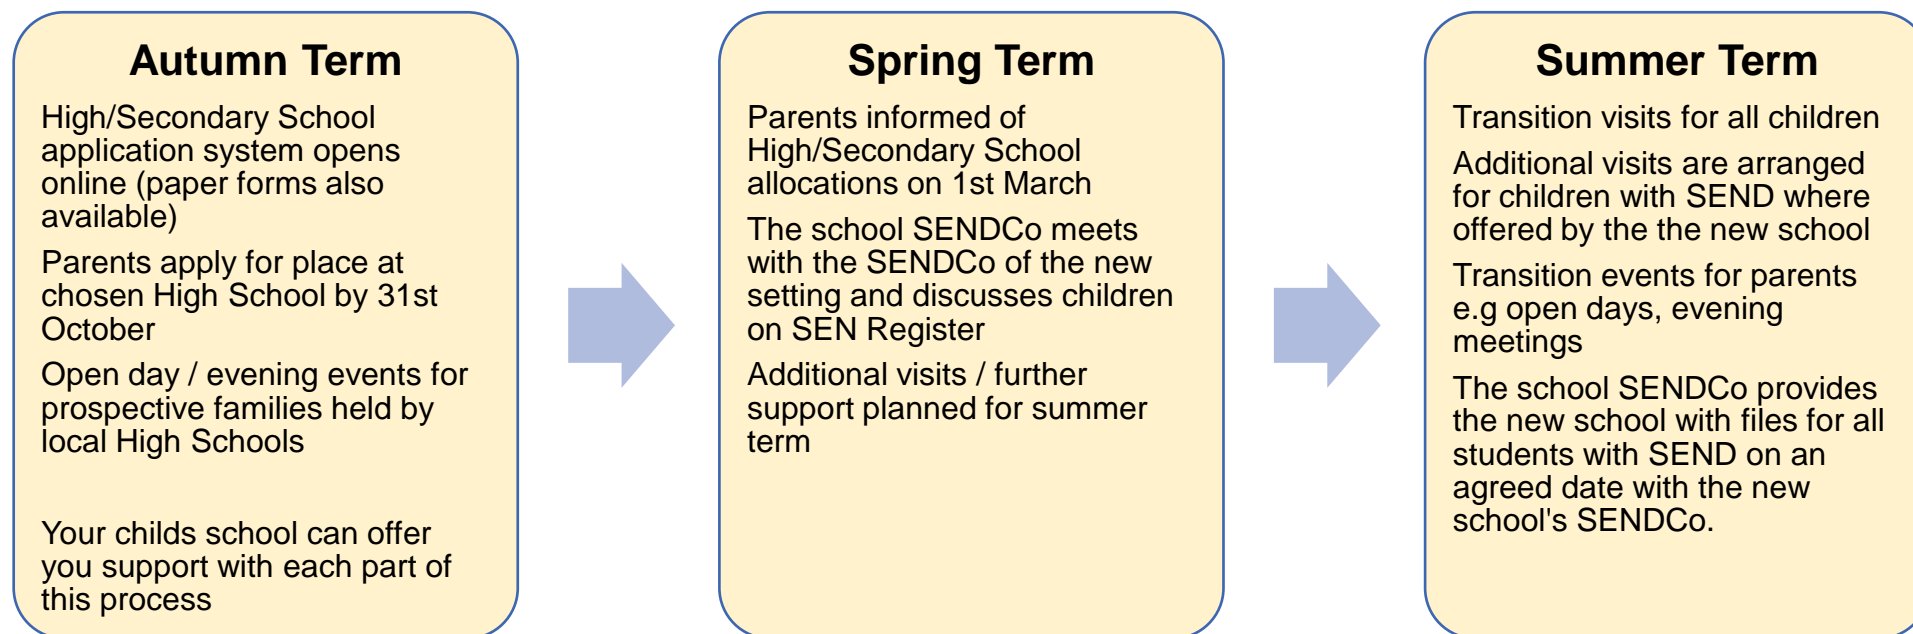 Autumn Term
High/Secondary School
application system opens
online (paper forms also
available)
Parents apply for place at
chosen High School by 31st
October
Open day / evening events for
prospective families held by
local High Schools
Your childs school can offer
you support with each part of
this process
Spring Term
Parents informed of
High/Secondary School
allocations on 1st March
The school SENDCo meets
with the SENDCo of the new
setting and discusses children
on SEN Register
Additional visits / further
support planned for summer
term
Summer Term
Transition visits for all children
Additional visits are arranged
for children with SEND where
offered by the the new school
Transition events for parents
e.g open days, evening
meetings
The school SENDCo provides
the new school with files for all
students with SEND on an
agreed date with the new
school's SENDCo.